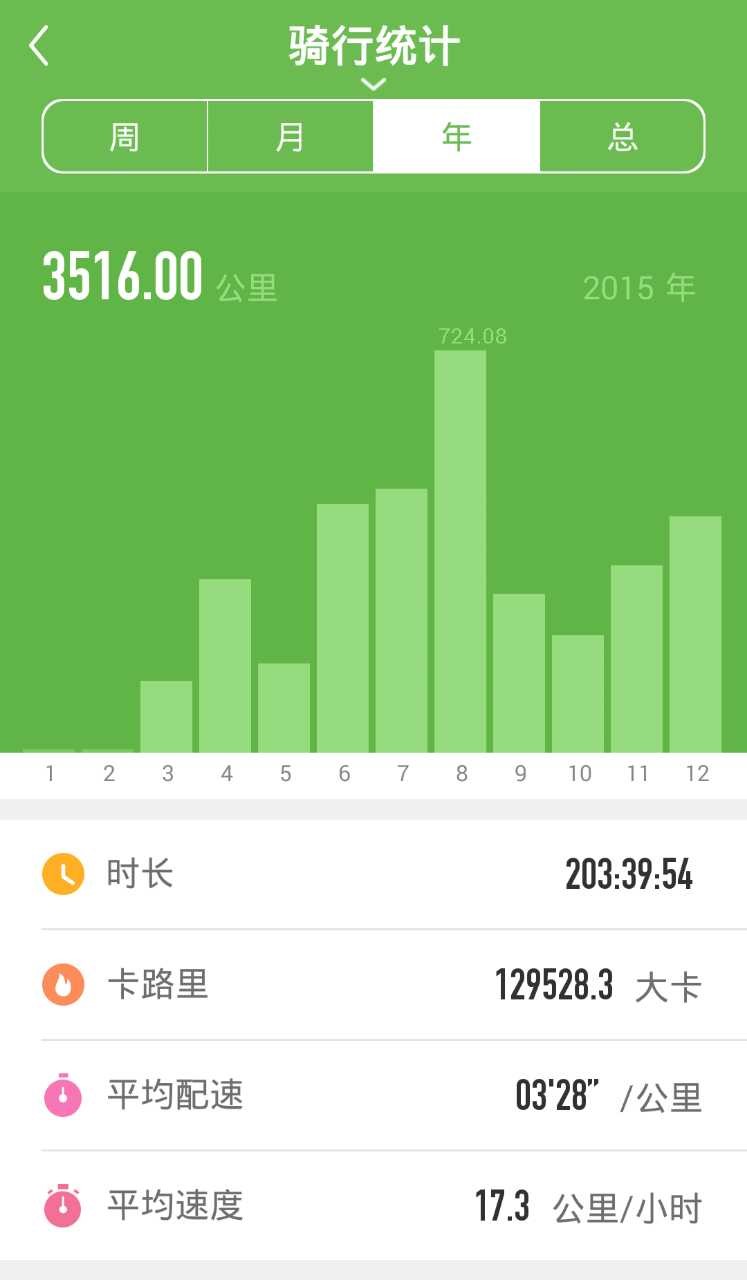 骑行统计
周 月 年 总
3516.00 公里 2015 年
724.08
1 2 3 4 5 6 7 8 9 10 11 12
时长 203:39:54
卡路里 129528.3 大卡
平均配速 03'28" /公里
平均速度 17.3 公里/小时